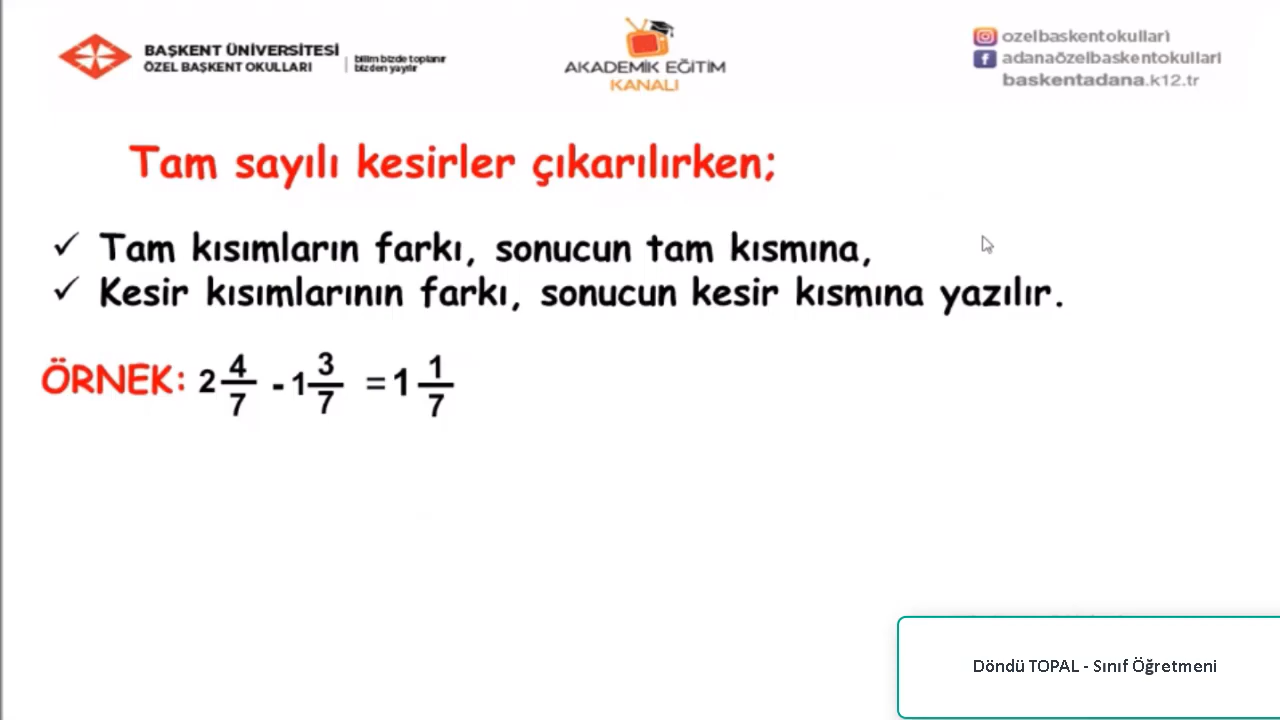 BAŞKENT ÜNİVERSİTESİ
ÖZEL BAŞKENT OKULLARI
bilim bizde toplanır
bizden yayılır
AKADEMİK EĞİTİM
KANALI
ozelbaskentokullari
adanaözelbaskentokullari
baskentadana.k12.tr
Tam sayılı kesirler çıkarılırken;
✓ Tam kısımların farkı, sonucun tam kısmına,
✓ Kesir kısımlarının farkı, sonucun kesir kısmına yazılır.
ÖRNEK: 2 4/7 - 1 3/7 = 1 1/7
Döndü TOPAL - Sınıf Öğretmeni